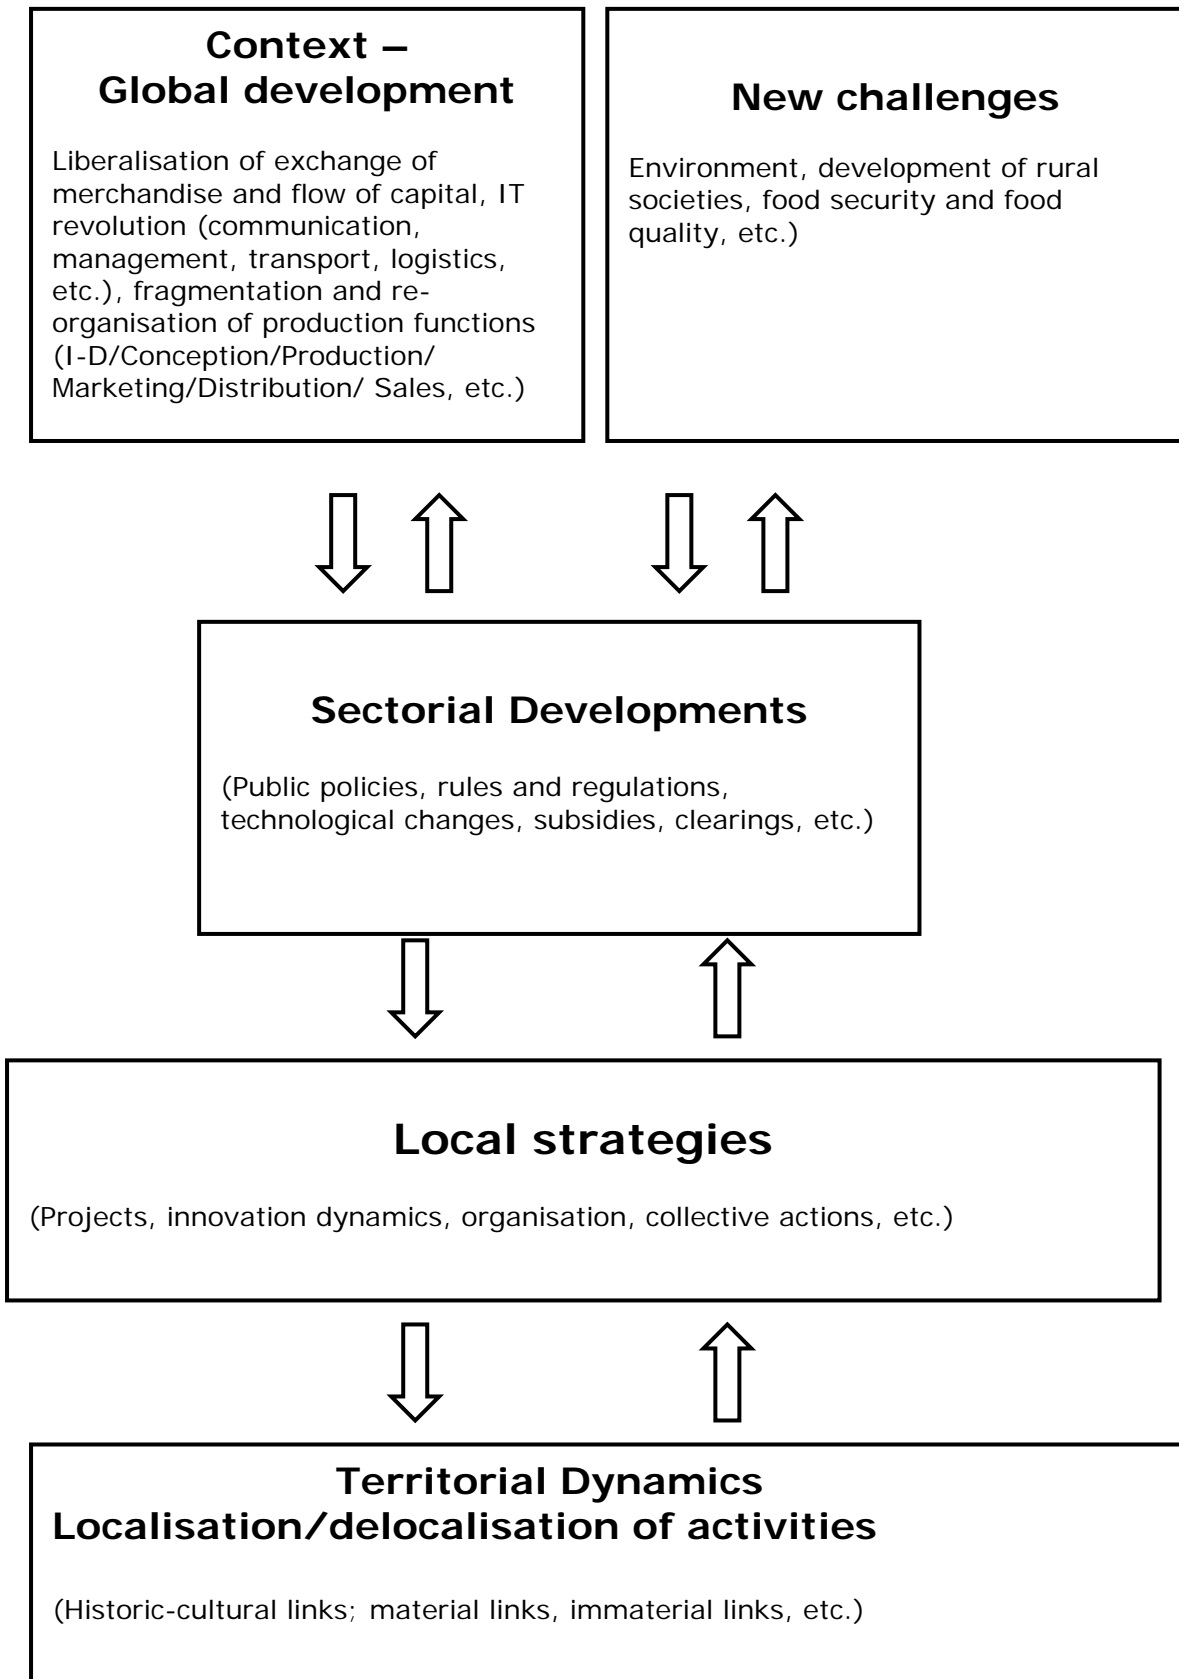 Context –
Global development
Liberalisation of exchange of
merchandise and flow of capital, IT
revolution (communication,
management, transport, logistics,
etc.), fragmentation and re-
organisation of production functions
(I-D/Conception/Production/
Marketing/Distribution/ Sales, etc.)
New challenges
Environment, development of rural
societies, food security and food
quality, etc.)
Sectorial Developments
(Public policies, rules and regulations,
technological changes, subsidies, clearings, etc.)
Local strategies
(Projects, innovation dynamics, organisation, collective actions, etc.)
Territorial Dynamics
Localisation/delocalisation of activities
(Historic-cultural links; material links, immaterial links, etc.)